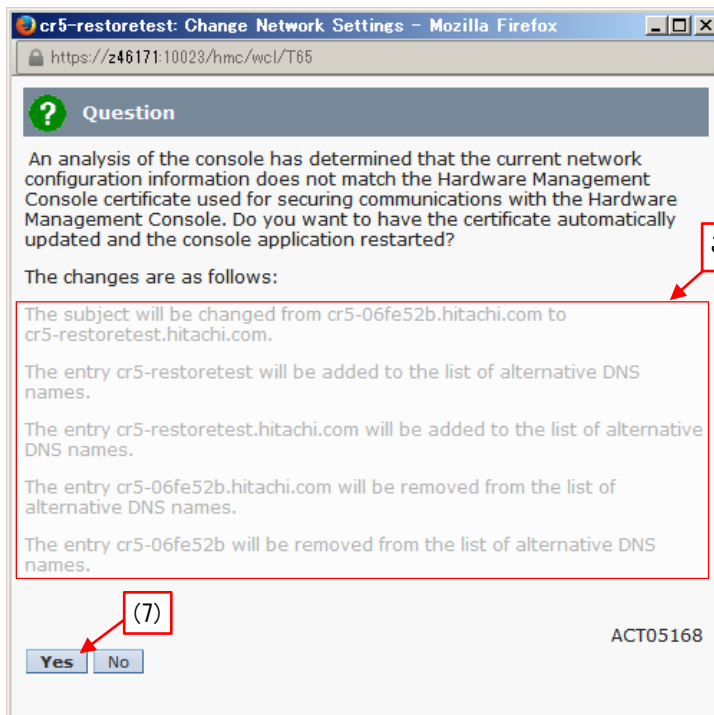 cr5-restoretest: Change Network Settings - Mozilla Firefox
https://z46171:10023/hmc/wcl/T65
Question
An analysis of the console has determined that the current network
configuration information does not match the Hardware Management
Console certificate used for securing communications with the Hardware
Management Console. Do you want to have the certificate automatically
updated and the console application restarted?
The changes are as follows:
The subject will be changed from cr5-06fe52b.hitachi.com to
cr5-restoretest.hitachi.com.
The entry cr5-restoretest will be added to the list of alternative DNS
names.
The entry cr5-restoretest.hitachi.com will be added to the list of alternative
DNS names.
The entry cr5-06fe52b.hitachi.com will be removed from the list of
alternative DNS names.
The entry cr5-06fe52b will be removed from the list of alternative DNS
names.
(7)
ACT05168
Yes No